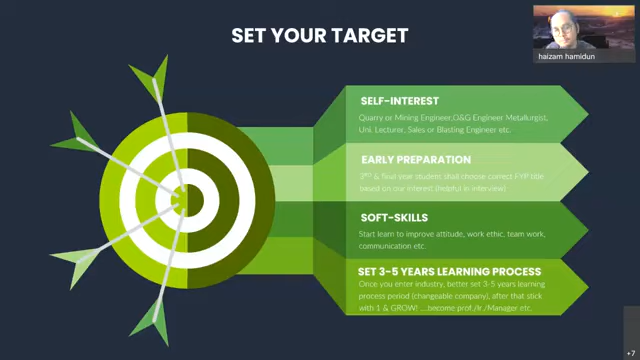 SET YOUR TARGET
haizam hamidun
SELF-INTEREST
Quarry or Mining Engineer,O&G Engineer Metallurgist,
Uni. Lecturer, Sales or Blasting Engineer etc.
EARLY PREPARATION
3RD & final year student shall choose correct FYP title
based on our interest (helpful in interview)
SOFT-SKILLS
Start learn to improve attitude, work ethic, team work,
communication etc.
SET 3-5 YEARS LEARNING PROCESS
Once you enter industry, better set 3-5 years learning
process period (changeable company), after that stick
with 1 & GROW! ....become prof./Ir./Manager etc.
+7